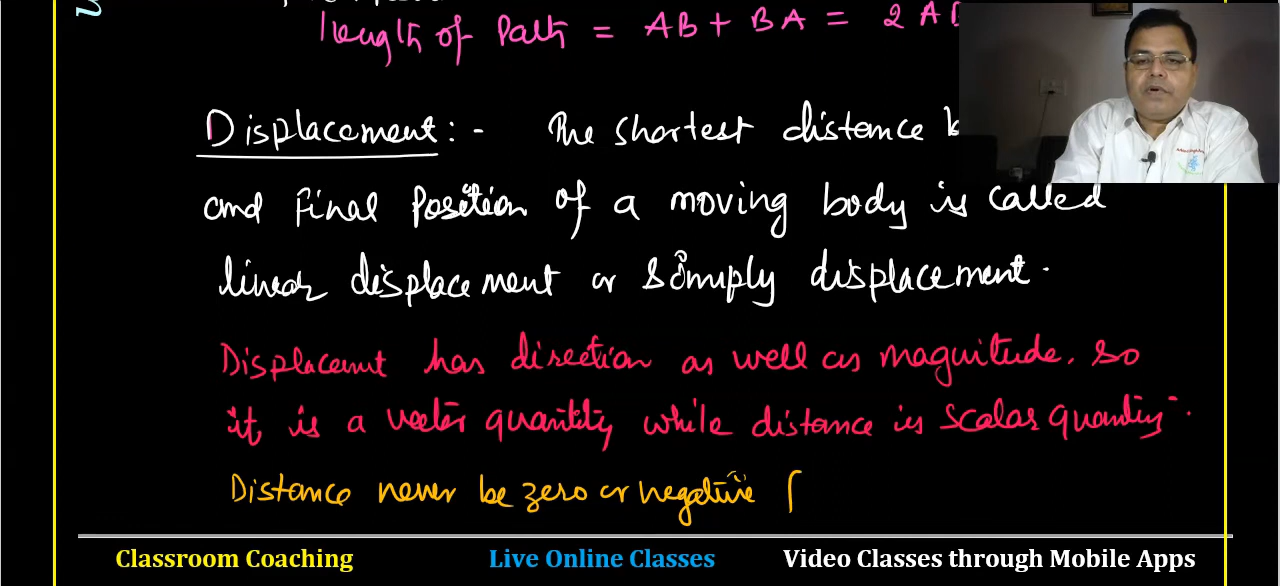 length of Path = AB + BA = 2 A
Displacement : - The shortest distance
and final Position of a moving body is called
linear displacement or simply displacement .
Displacemt has direction as well as magnitude. so
it is a vector quantity while distance is scalar quantity .
Distance never be zero or negative (
Classroom Coaching Live Online Classes Video Classes through Mobile Apps